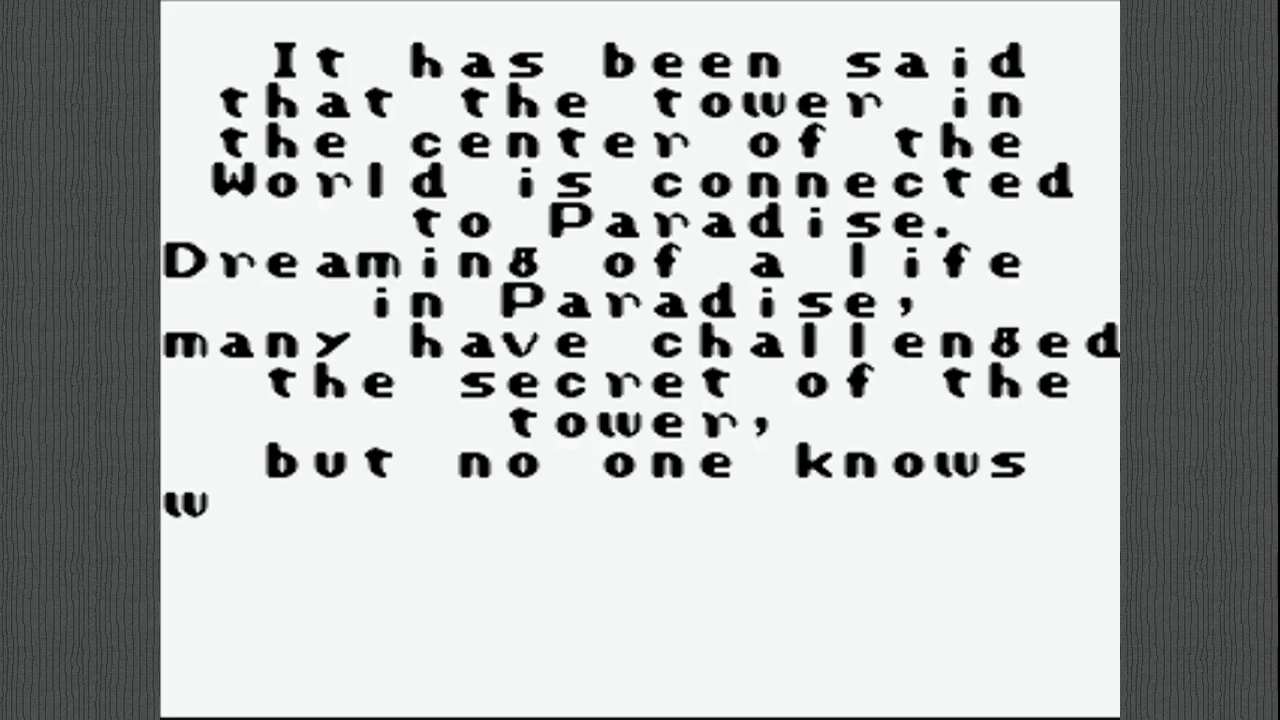 It has been said
that the tower in
the center of the
World is connected
to Paradise.
Dreaming of a life
in Paradise,
many have challenged
the secret of the
tower,
but no one knows
w